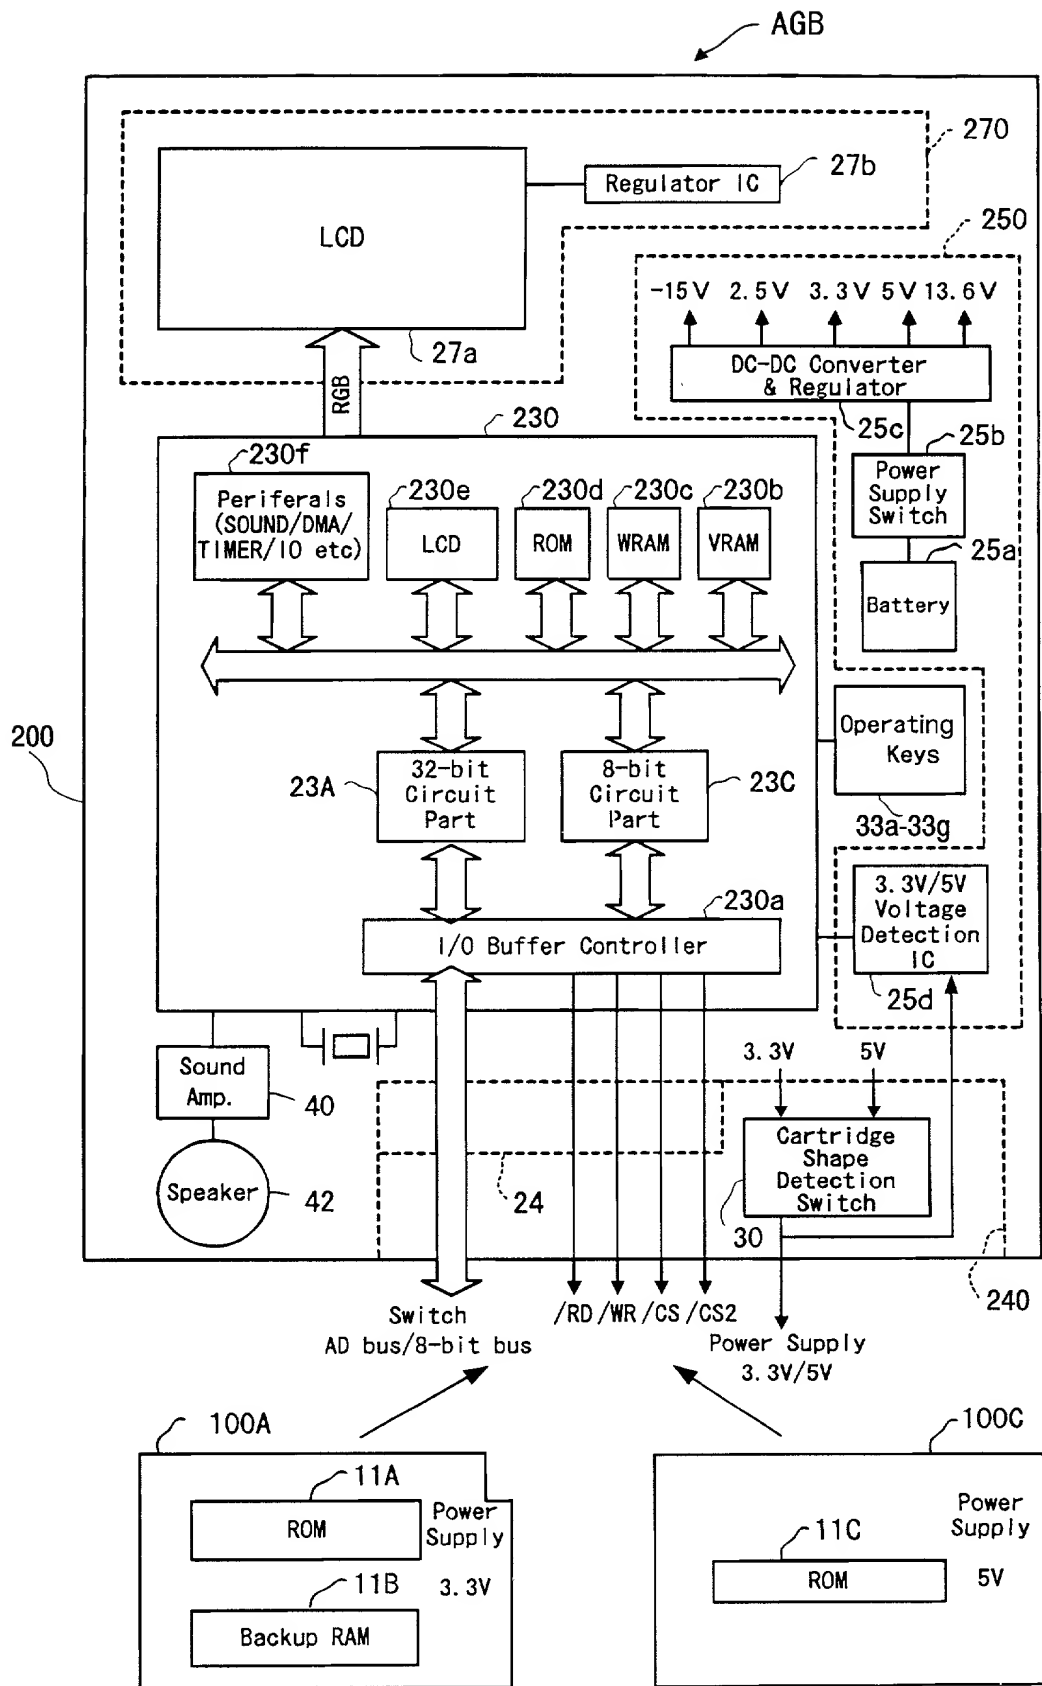 AGB
270
27b
Regulator IC
LCD
250
-15V 2.5V 3.3V 5V 13.6V
27a
DC-DC Converter
& Regulator
RGB
230
25c
25b
230f
230e
230d
230c
230b
Power
Supply
Switch
Periferals
(SOUND/DMA/
TIMER/IO etc)
LCD
ROM
WRAM
VRAM
25a
Battery
200
Operating
Keys
23A
32-bit
Circuit
Part
8-bit
Circuit
Part
23C
33a-33g
230a
3.3V/5V
Voltage
Detection
IC
I/O Buffer Controller
25d
3.3V
5V
Sound
Amp.
40
Cartridge
Shape
Detection
Switch
Speaker
42
24
30
240
Switch
AD bus/8-bit bus
/RD /WR /CS /CS2
Power Supply
3.3V/5V
100A
100C
11A
ROM
Power
Supply
3.3V
11B
Backup RAM
11C
ROM
Power
Supply
5V